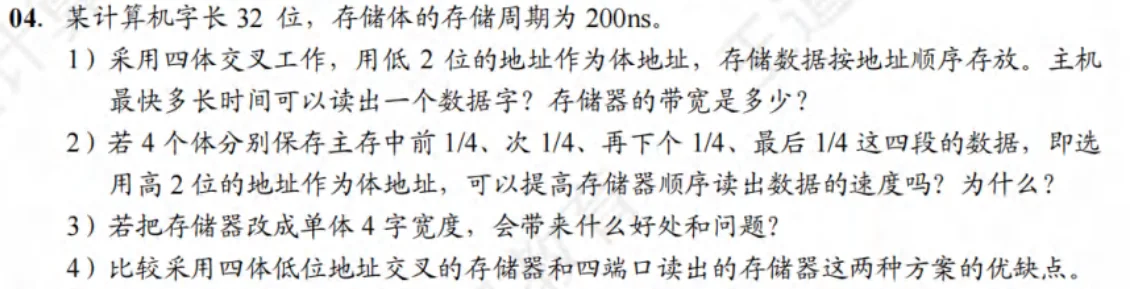 04. 某计算机字长 32 位，存储体的存储周期为 200ns。
1）采用四体交叉工作，用低 2 位的地址作为体地址，存储数据按地址顺序存放。主机
最快多长时间可以读出一个数据字？存储器的带宽是多少？
2）若 4 个体分别保存主存中前 1/4、次 1/4、再下个 1/4、最后 1/4 这四段的数据，即选
用高 2 位的地址作为体地址，可以提高存储器顺序读出数据的速度吗？为什么？
3）若把存储器改成单体 4 字宽度，会带来什么好处和问题？
4）比较采用四体低位地址交叉的存储器和四端口读出的存储器这两种方案的优缺点。